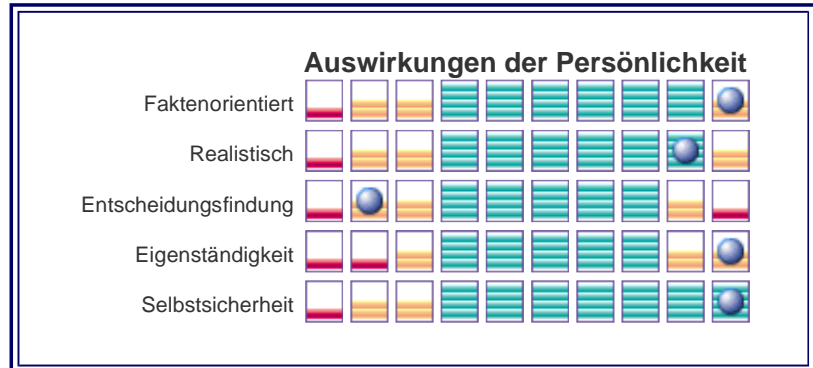 Auswirkungen der Persönlichkeit
Faktenorientiert
Realistisch
Entscheidungsfindung
Eigenständigkeit
Selbstsicherheit